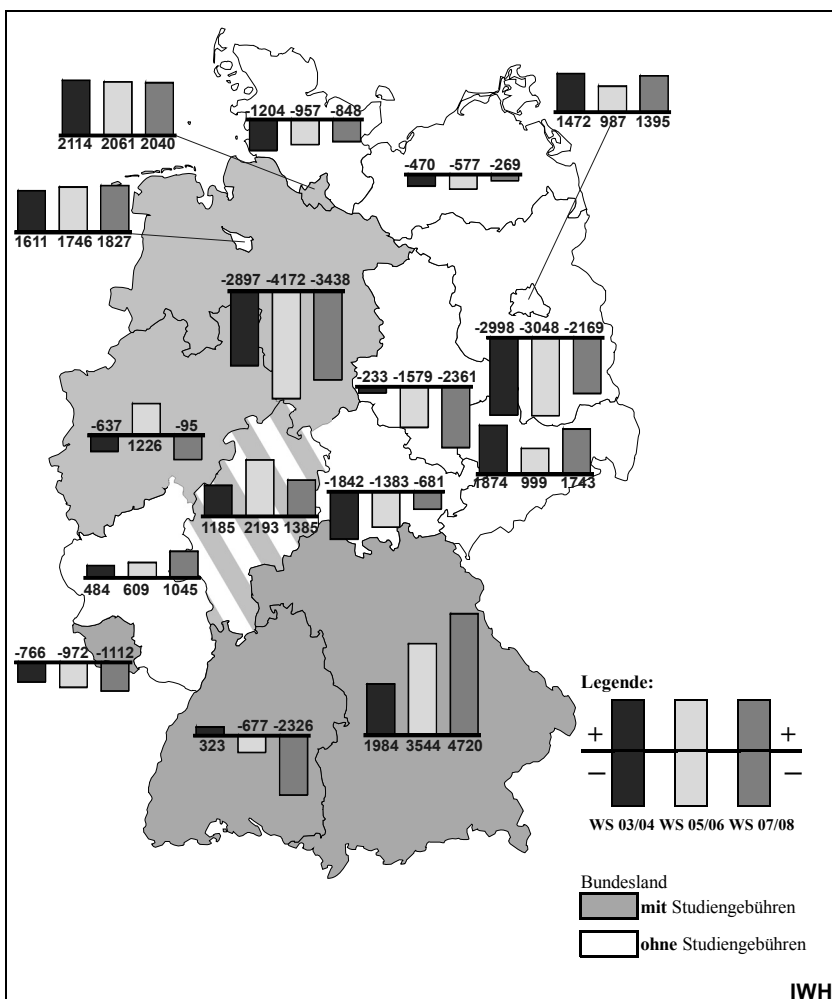 2114 2061 2040
-1204 -957 -848
1472 987 1395
-470 -577 -269
1611 1746 1827
-2897 -4172 -3438
-2998 -3048 -2169
-233 -1579 -2361
-637 -95
1226
1874 999 1743
1185 2193 1385
-1842 -1383 -681
484 609 1045
-766 -972 -1112
-677 -2326
323
1984 3544 4720
Legende:
+ +
– –
WS 03/04 WS 05/06 WS 07/08
Bundesland
mit Studiengebühren
ohne Studiengebühren
IWH